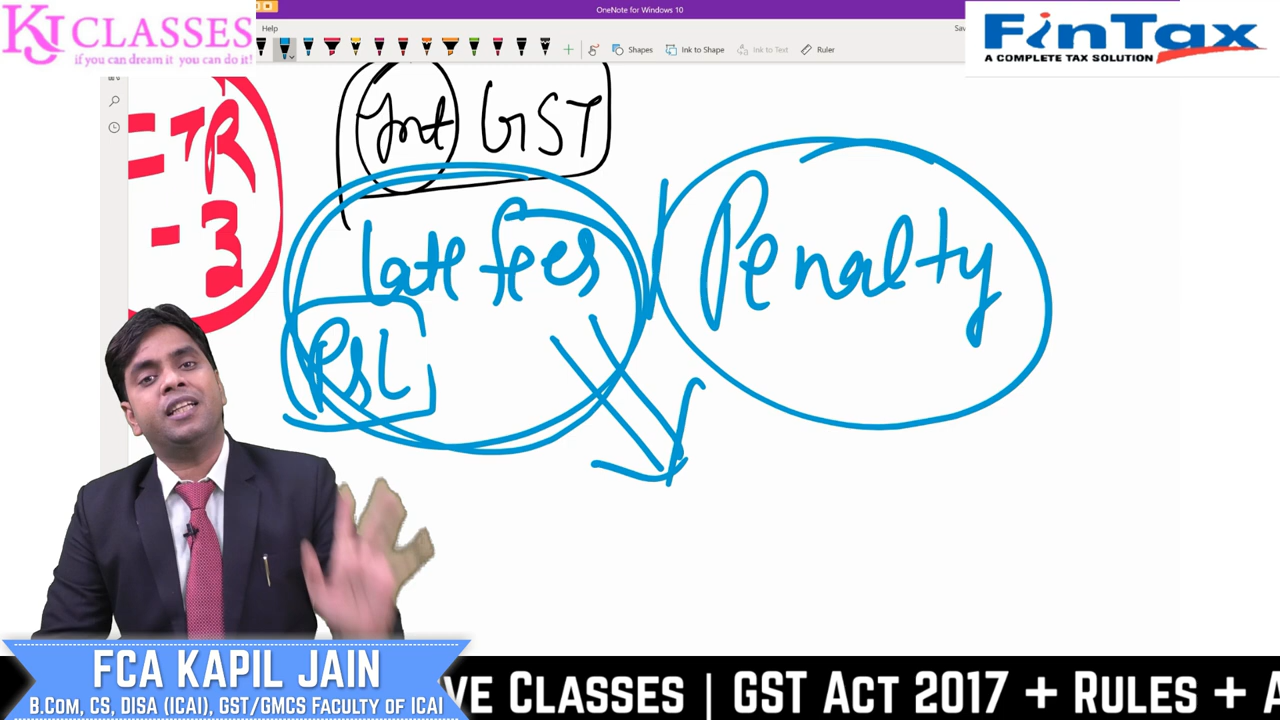 KJ CLASSES
if you can dream it you can do it!
OneNote for Windows 10
Help
Sav
Shapes
Ink to Shape
Ink to Text
Ruler
FinTax
A COMPLETE TAX SOLUTION
Int GST
=TR
-3
late fees
Penalty
FCA KAPIL JAIN
B.COM, CS, DISA (ICAI), GST/GMCS FACULTY OF ICAI
VE CLASSES | GST ACT 2017 + RULES + A